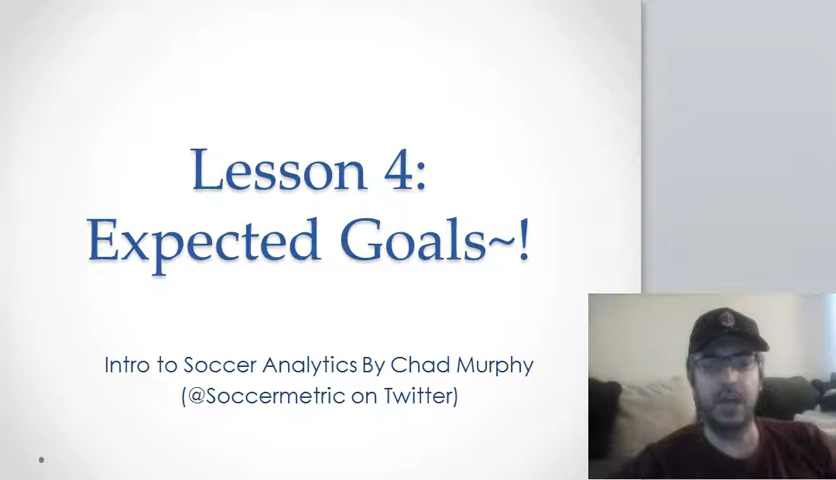 Lesson 4:
Expected Goals~!
Intro to Soccer Analytics By Chad Murphy
(@Soccermetric on Twitter)